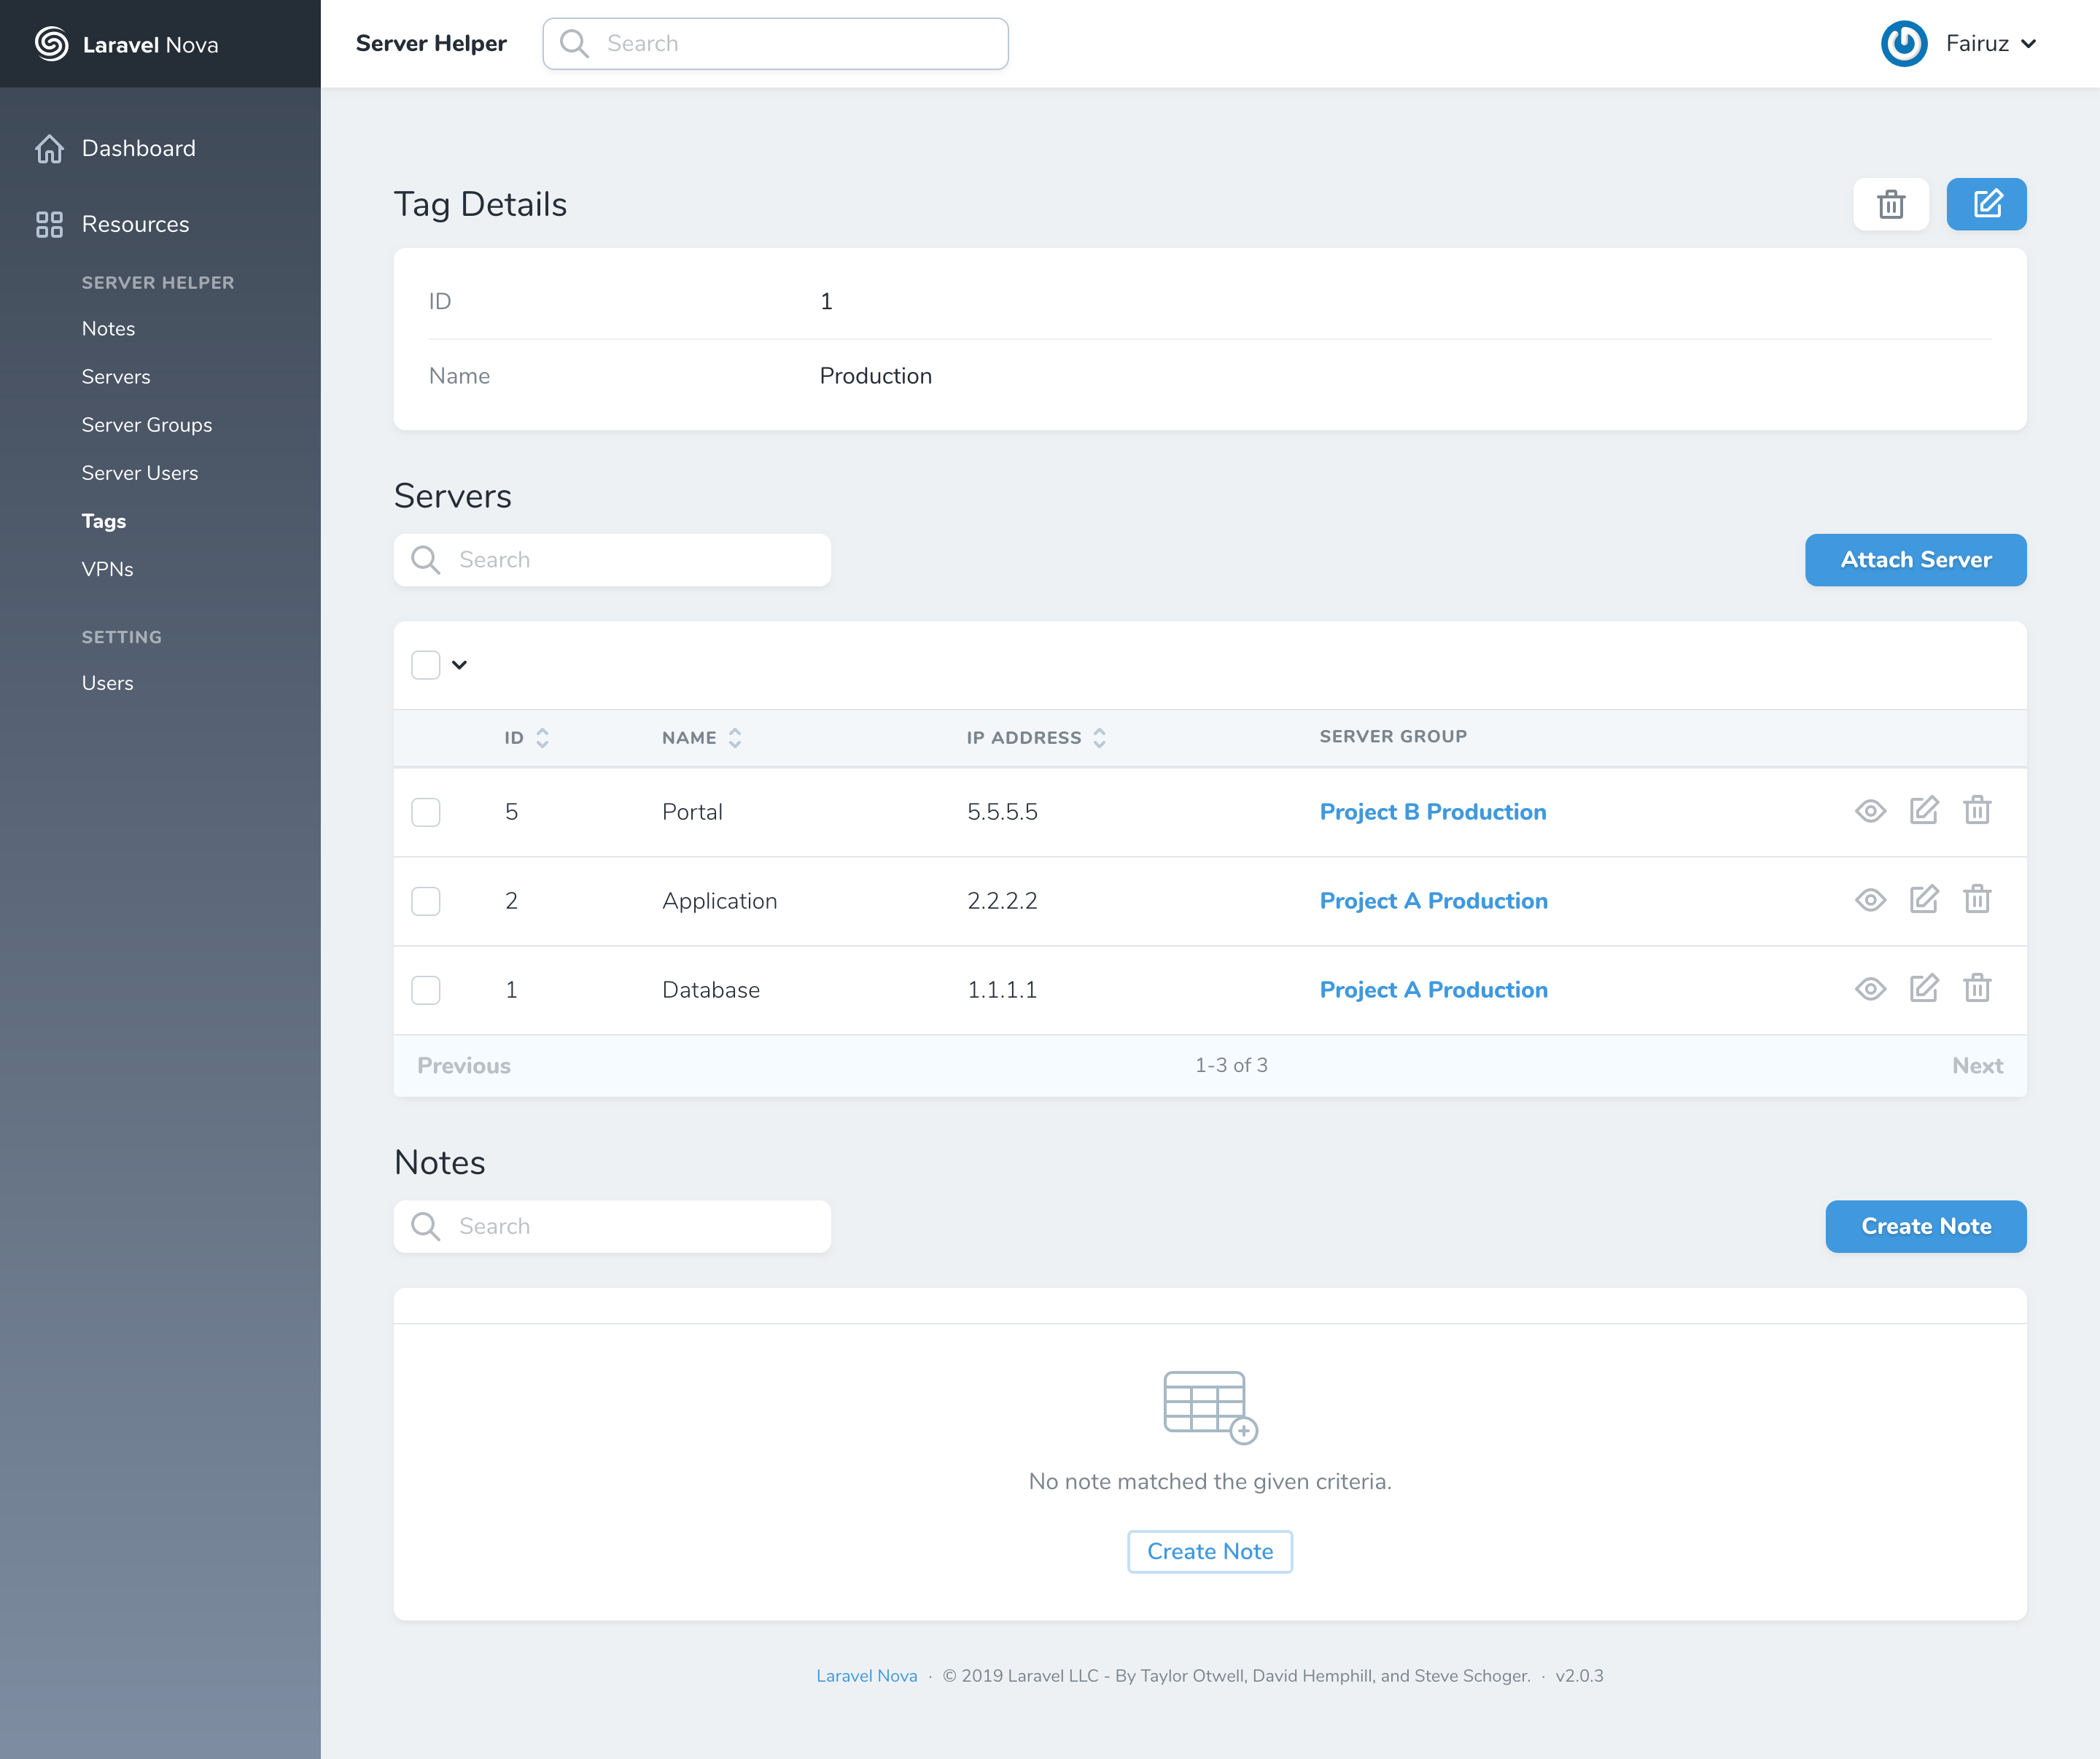 Laravel Nova
Server Helper
Search
Fairuz
Dashboard
Resources
SERVER HELPER
Notes
Servers
Server Groups
Server Users
Tags
VPNs
SETTING
Users
Tag Details
ID 1
Name Production
Servers
Search
Attach Server
ID NAME IP ADDRESS SERVER GROUP
5 Portal 5.5.5.5 Project B Production
2 Application 2.2.2.2 Project A Production
1 Database 1.1.1.1 Project A Production
Previous 1-3 of 3 Next
Notes
Search
Create Note
No note matched the given criteria.
Create Note
Laravel Nova · © 2019 Laravel LLC - By Taylor Otwell, David Hemphill, and Steve Schoger. · v2.0.3